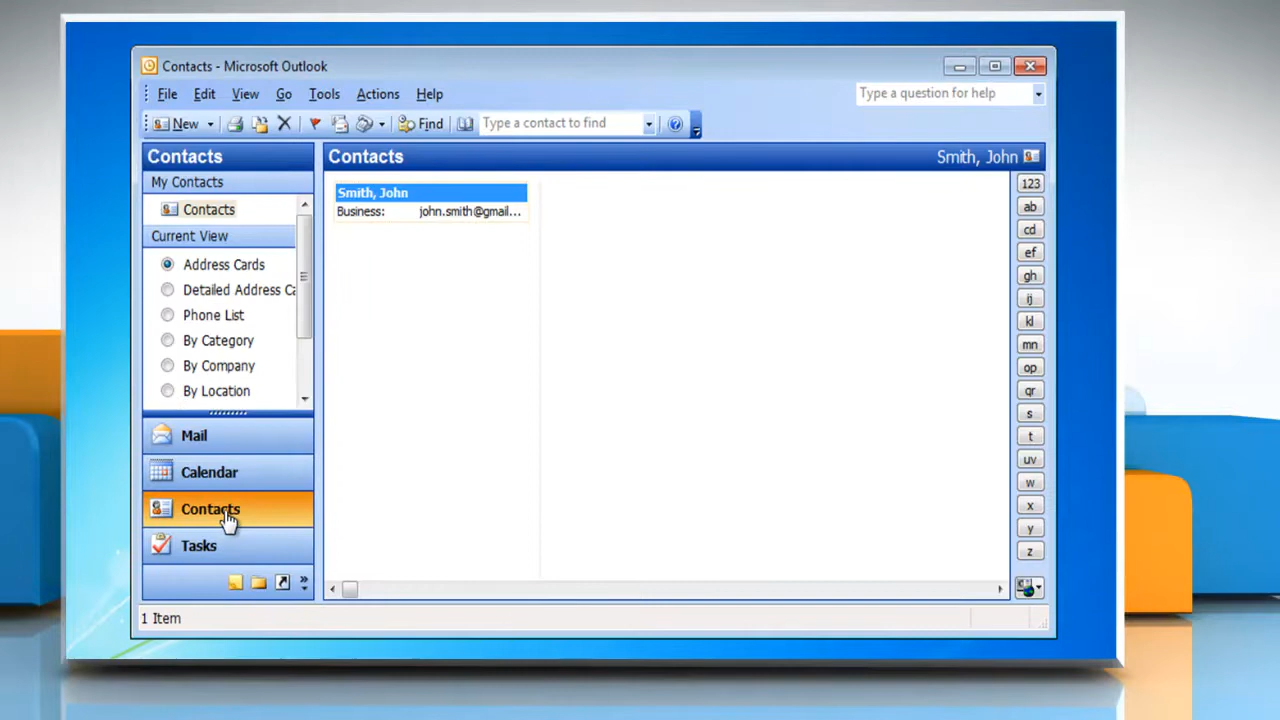 Contacts - Microsoft Outlook
File Edit View Go Tools Actions Help
Type a question for help
New Find Type a contact to find
Contacts
My Contacts
Contacts
Current View
Address Cards
Detailed Address Ca
Phone List
By Category
By Company
By Location
Mail
Calendar
Contacts
Tasks
Contacts
Smith, John
Smith, John
Business: john.smith@gmail...
123
ab
cd
ef
gh
ij
kl
mn
op
qr
s
t
uv
w
x
y
z
1 Item